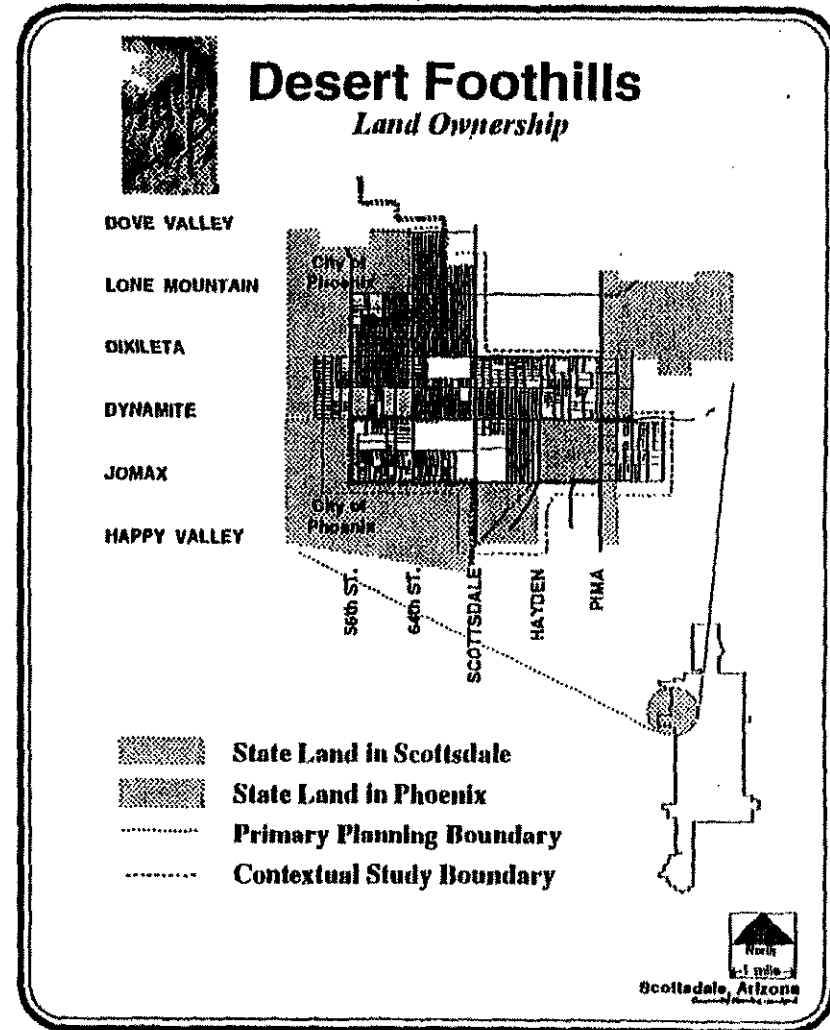 Desert Foothills
Land Ownership
DOVE VALLEY
City of
Phoenix
LONE MOUNTAIN
DIXILETA
DYNAMITE
JOMAX
City of
Phoenix
HAPPY VALLEY
56th ST.
64th ST.
SCOTTSDALE
HAYDEN
PIMA
State Land in Scottsdale
State Land in Phoenix
Primary Planning Boundary
Contextual Study Boundary
North
1 mile
Scottsdale, Arizona